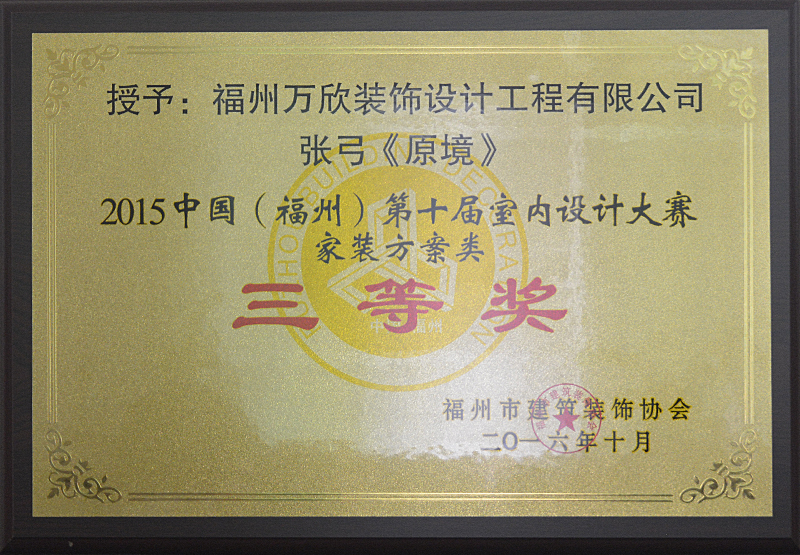 授予：福州万欣装饰设计工程有限公司
张弓《原境》
2015中国（福州）第十届室内设计大赛
家装方案类
三等奖
福州市建筑装饰协会
二〇一六年十月